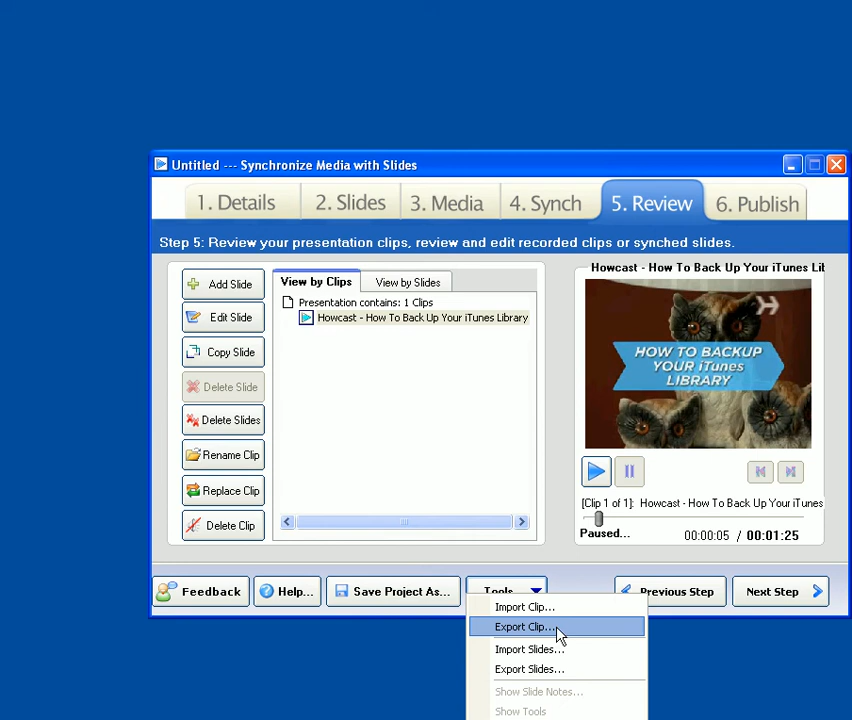 Untitled --- Synchronize Media with Slides
1. Details
2. Slides
3. Media
4. Synch
5. Review
6. Publish
Step 5: Review your presentation clips, review and edit recorded clips or synched slides.
Add Slide
Edit Slide
Copy Slide
Delete Slide
Delete Slides
Rename Clip
Replace Clip
Delete Clip
View by Clips
View by Slides
Presentation contains: 1 Clips
Howcast - How To Back Up Your iTunes Library
Howcast - How To Back Up Your iTunes Lit
HOW TO BACKUP
YOUR iTunes
LIBRARY
[Clip 1 of 1]: Howcast - How To Back Up Your iTunes
Paused...
00:00:05 / 00:01:25
Feedback
Help...
Save Project As...
Tools
Previous Step
Next Step
Import Clip...
Export Clip...
Import Slides...
Export Slides...
Show Slide Notes...
Show Tools